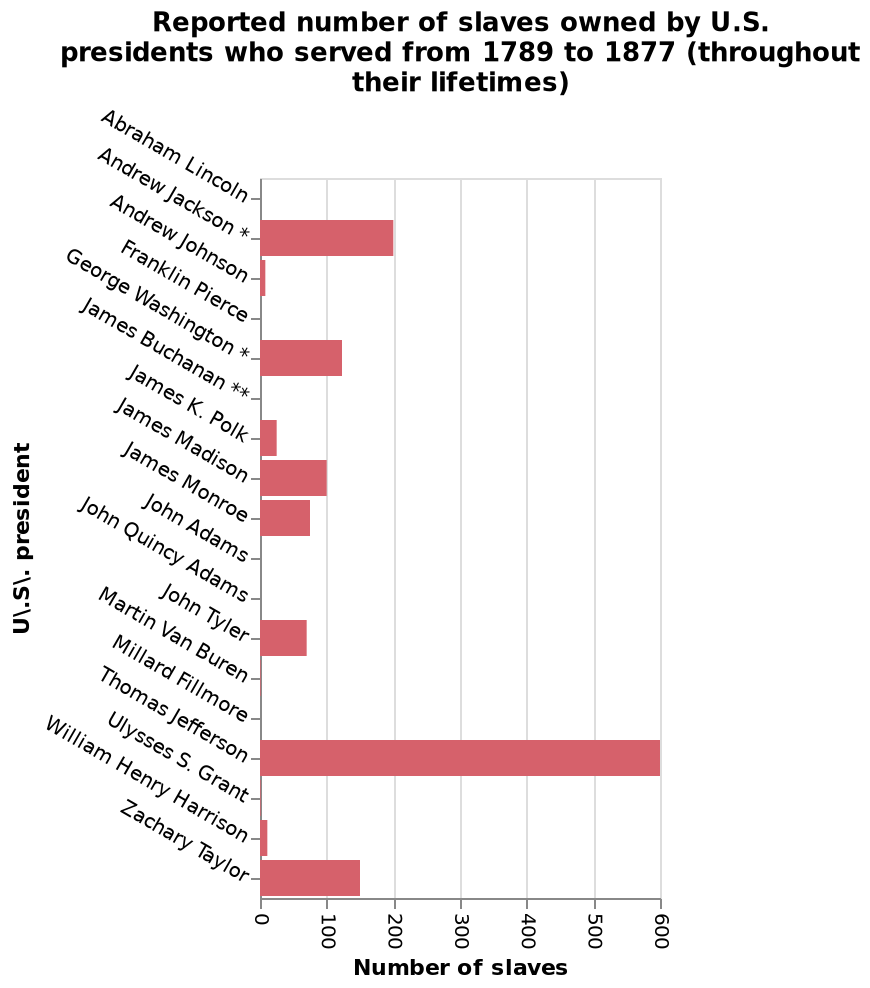 Reported number of slaves owned by U.S.
presidents who served from 1789 to 1877 (throughout
their lifetimes)
Abraham Lincoln
Andrew Jackson *
Andrew Johnson
Franklin Pierce
George Washington *
James Buchanan **
James K. Polk
James Madison
James Monroe
John Adams
John Quincy Adams
John Tyler
Martin Van Buren
Millard Fillmore
Thomas Jefferson
Ulysses S. Grant
William Henry Harrison
Zachary Taylor
U\.S\. president
0 100 200 300 400 500 600
Number of slaves